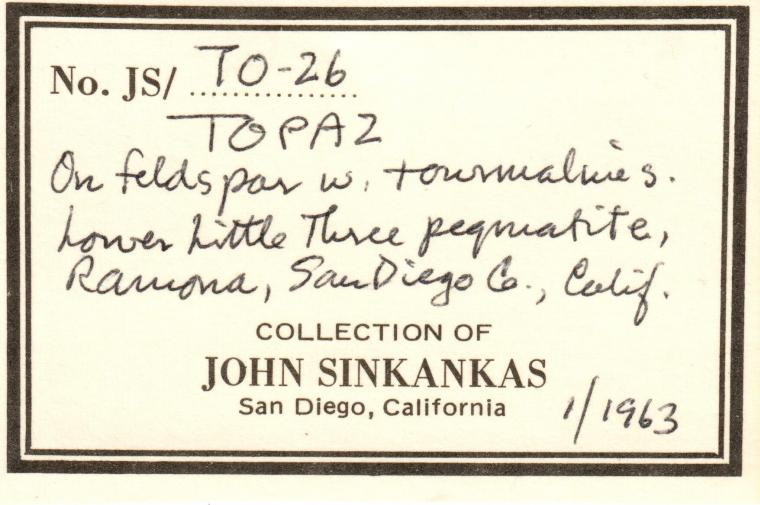 No. JS/ TO-26
TOPAZ
On feldspar w. tourmalines.
Lower Little Three pegmatite,
Ramona, San Diego Co., Calif.
COLLECTION OF
JOHN SINKANKAS
San Diego, California 1/1963